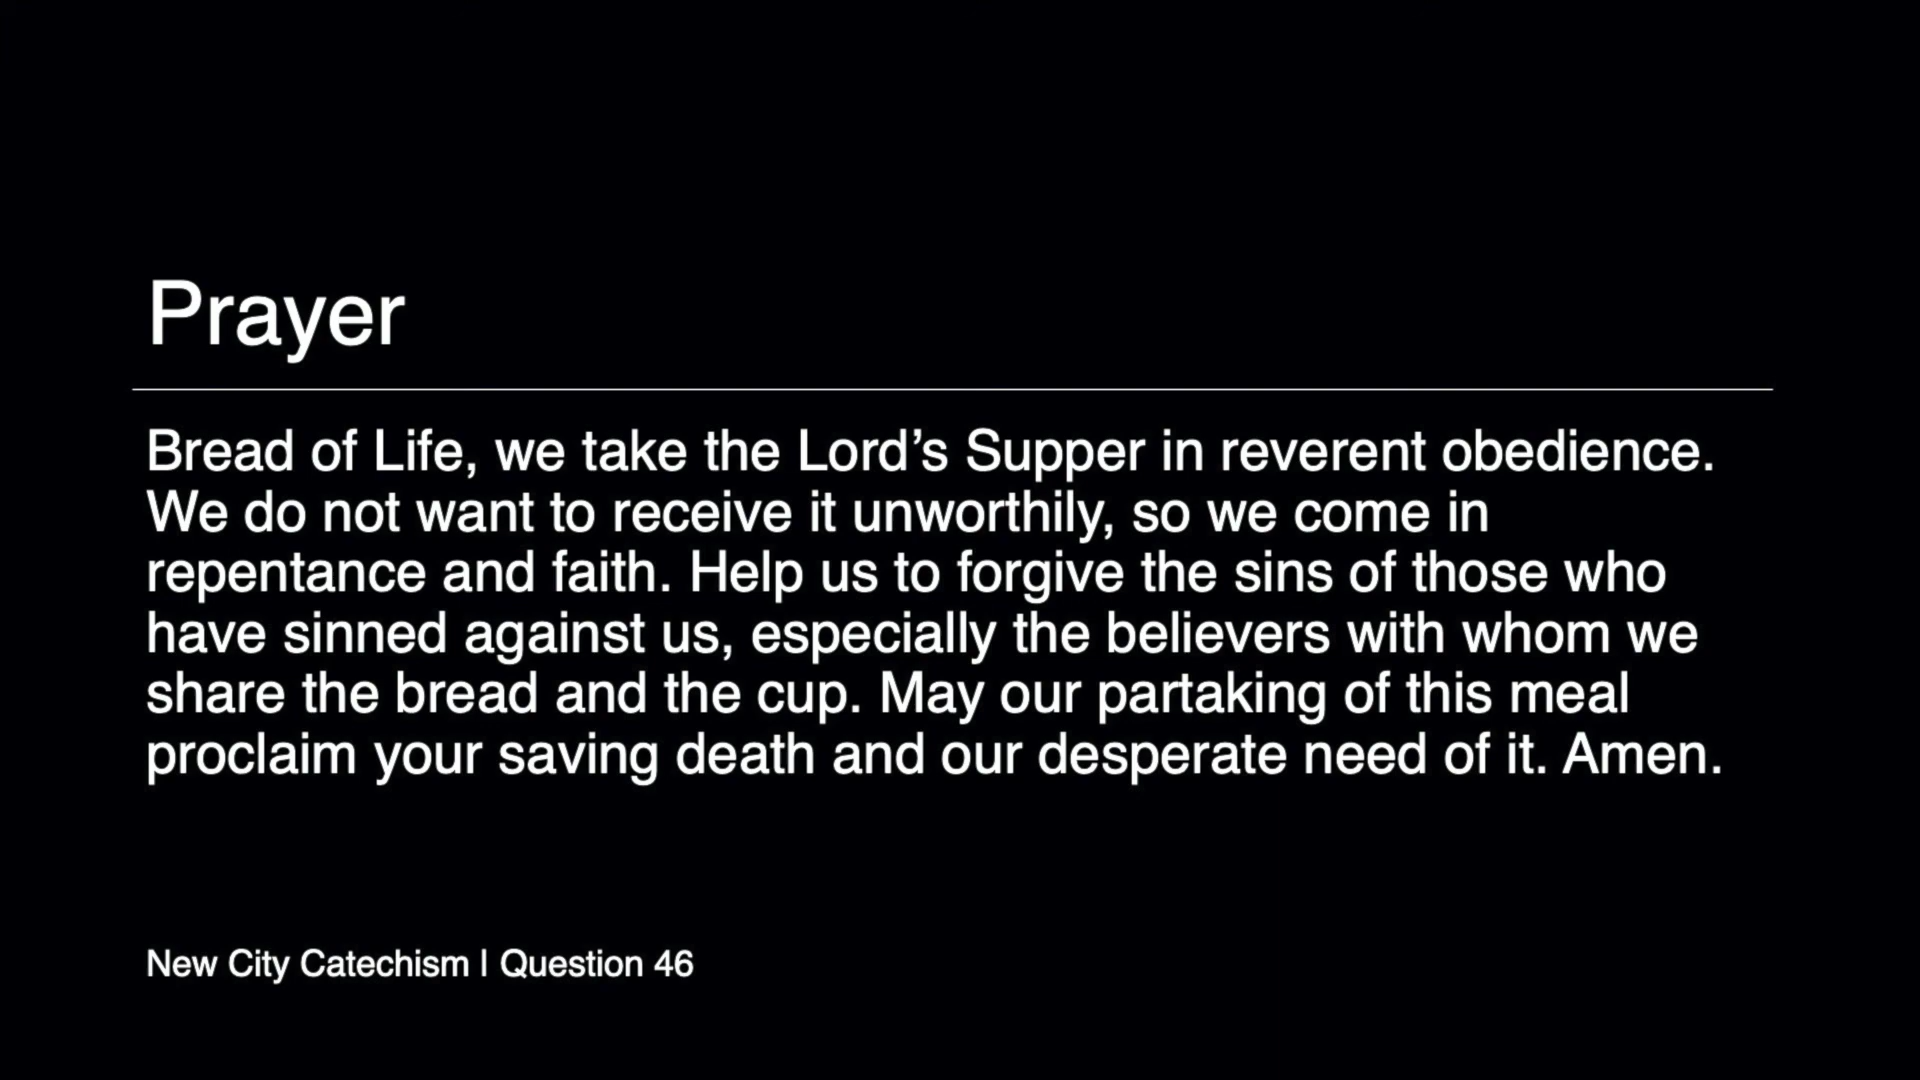 Prayer
Bread of Life, we take the Lord’s Supper in reverent obedience.
We do not want to receive it unworthily, so we come in
repentance and faith. Help us to forgive the sins of those who
have sinned against us, especially the believers with whom we
share the bread and the cup. May our partaking of this meal
proclaim your saving death and our desperate need of it. Amen.
New City Catechism | Question 46